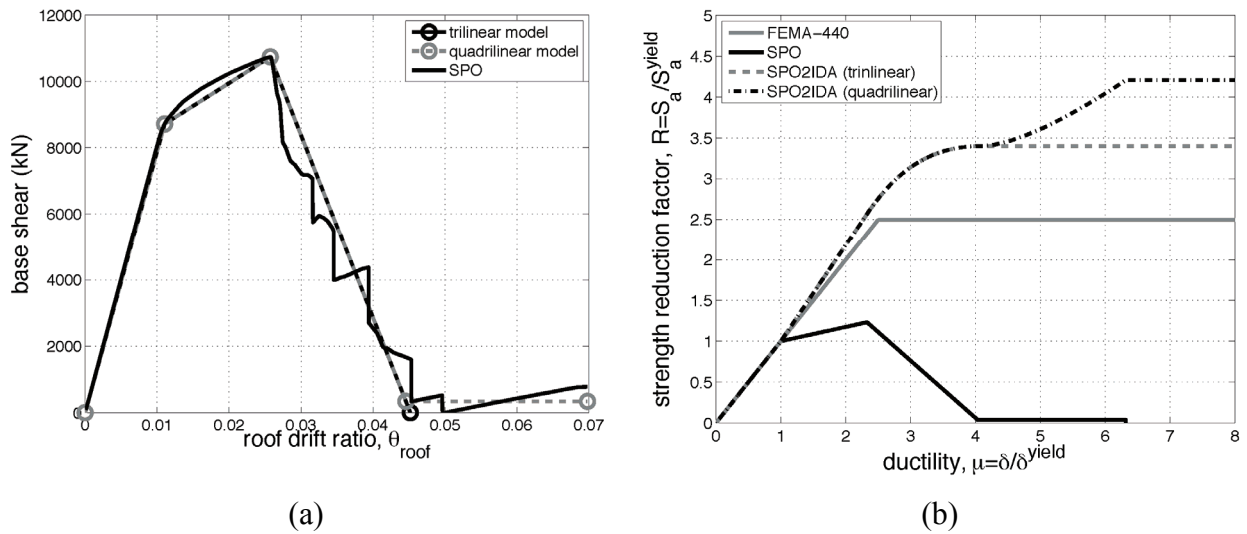 12000
10000
8000
6000
4000
2000
0
base shear (kN)
trilinear model
quadrilinear model
SPO
0 0.01 0.02 0.03 0.04 0.05 0.06 0.07
roof drift ratio, θroof
(a)
5
4.5
4
3.5
3
2.5
2
1.5
1
0.5
0
strength reduction factor, R=Sa/Sa^yield
FEMA−440
SPO
SPO2IDA (trinlinear)
SPO2IDA (quadrilinear)
0 1 2 3 4 5 6 7 8
ductility, μ=δ/δ^yield
(b)